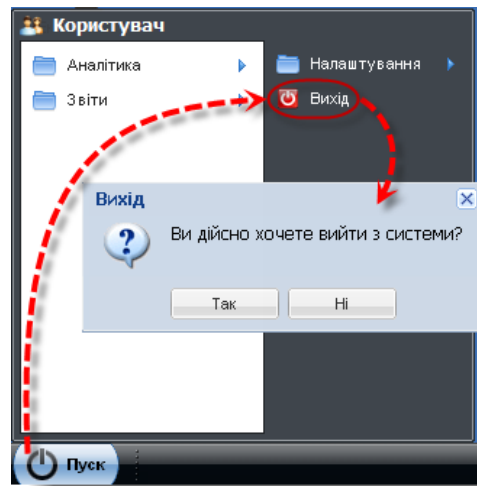 Користувач
Аналітика
Налаштування
Звіти
Вихід
Вихід
Ви дійсно хочете вийти з системи?
Так
Ні
Пуск